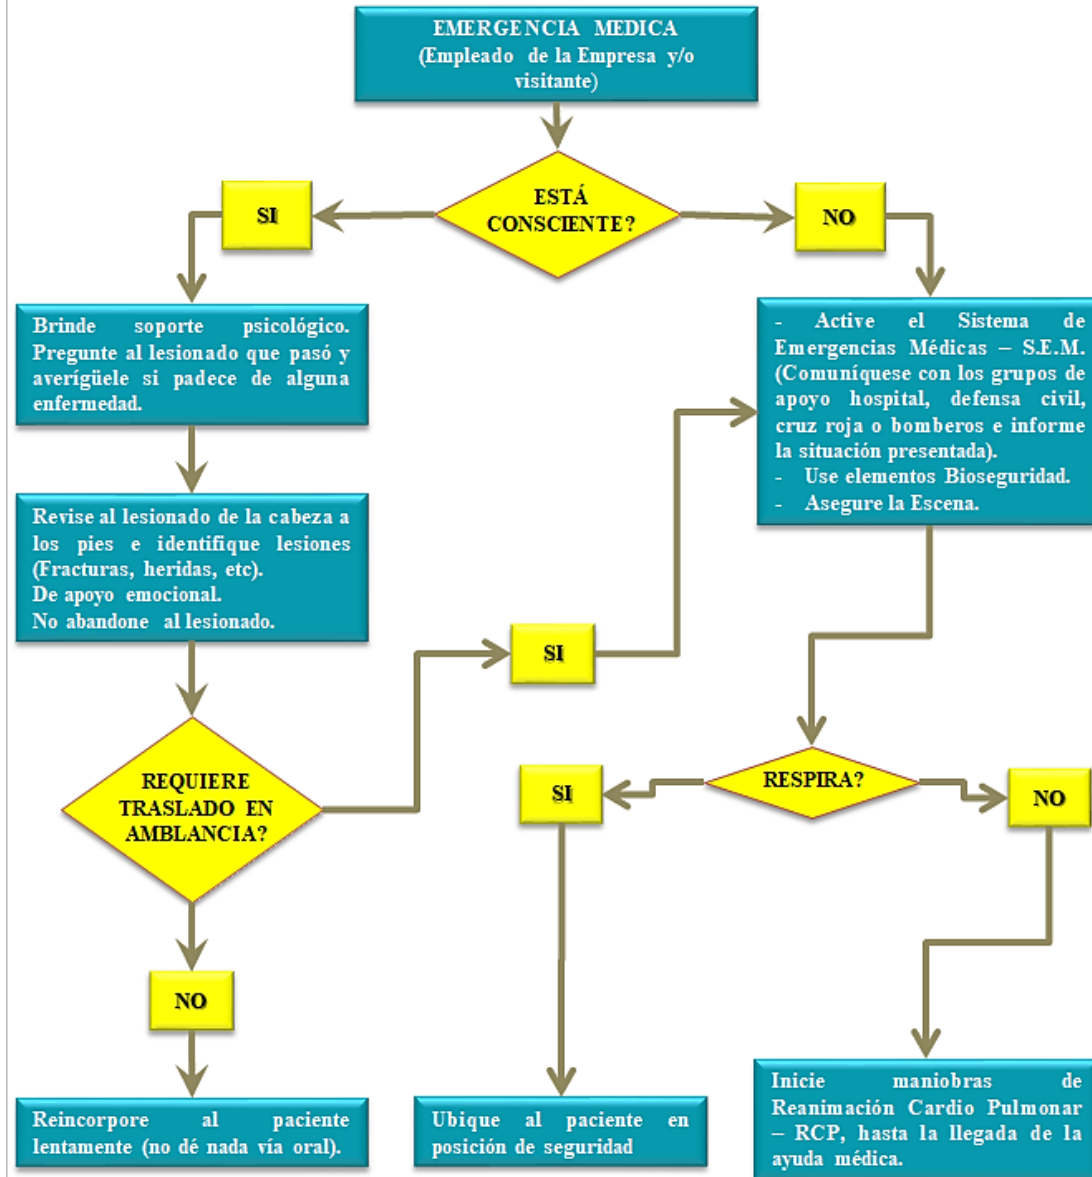 EMERGENCIA MEDICA
(Empleado de la Empresa y/o
visitante)
ESTÁ
CONSCIENTE?
SI
NO
Brinde soporte psicológico.
Pregunte al lesionado que pasó y
averígüele si padece de alguna
enfermedad.
- Active el Sistema de
Emergencias Médicas – S.E.M.
(Comuníquese con los grupos de
apoyo hospital, defensa civil,
cruz roja o bomberos e informe
la situación presentada).
- Use elementos Bioseguridad.
- Asegure la Escena.
Revise al lesionado de la cabeza a
los pies e identifique lesiones
(Fracturas, heridas, etc).
De apoyo emocional.
No abandone al lesionado.
SI
REQUIERE
TRASLADO EN
AMBLANCIA?
RESPIRA?
SI
NO
NO
Reincorpore al paciente
lentamente (no dé nada vía oral).
Ubique al paciente en
posición de seguridad
Inicie maniobras de
Reanimación Cardio Pulmonar
– RCP, hasta la llegada de la
ayuda médica.